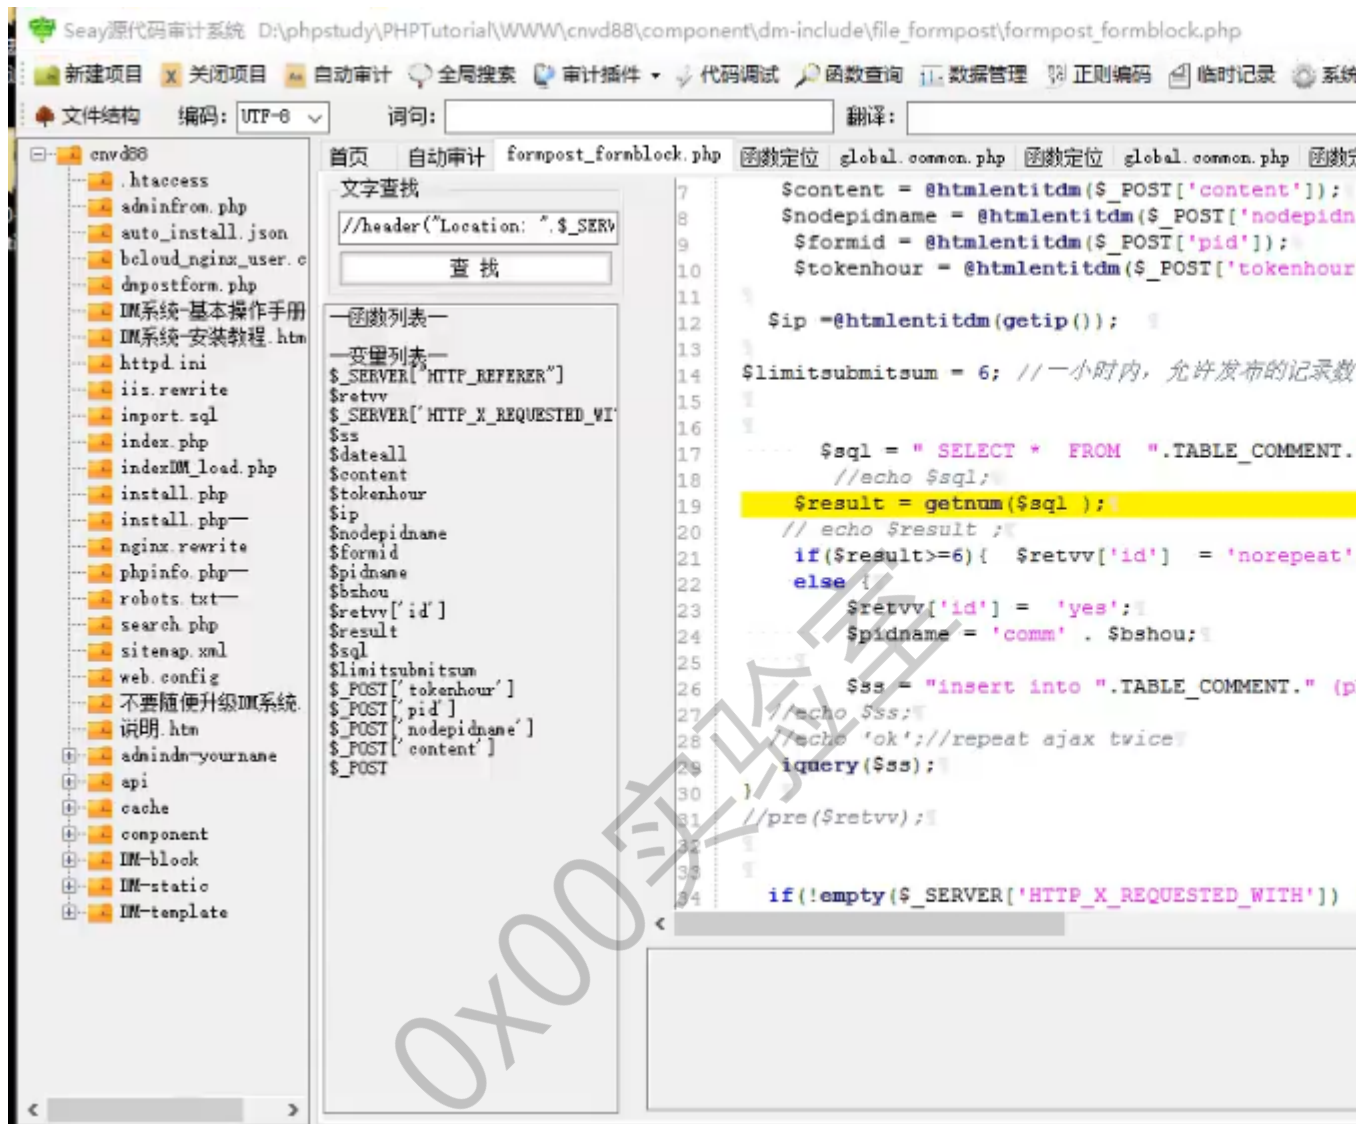 Seay源代码审计系统 D:\phpstudy\PHPTutorial\WWW\cnvd88\component\dm-include\file_formpost\formpost_formblock.php
新建项目 关闭项目 自动审计 全局搜索 审计插件 代码调试 函数查询 数据管理 正则编码 临时记录 系统
文件结构 编码: UTF-8 词句: 翻译:
首页 自动审计 formpost_formblock.php 函数定位 global.common.php 函数定位 global.common.php
cnvd88
.htaccess
adminfrom.php
auto_install.json
bcloud_nginx_user.c
dmpostform.php
DM系统-基本操作手册
DM系统-安装教程.htm
httpd.ini
iis.rewrite
import.sql
index.php
indexDM_load.php
install.php
install.php—
nginx.rewrite
phpinfo.php—
robots.txt—
search.php
sitemap.xml
web.config
不要随便升级DM系统.
说明.htm
admindm-yourname
api
cache
component
DM-block
DM-static
DM-template
文字查找
//header("Location: ".$_SERV
查 找
—函数列表—
—变量列表—
$_SERVER["HTTP_REFERER"]
$retvv
$_SERVER['HTTP_X_REQUESTED_WI
$ss
$dateall
$content
$tokenhour
$ip
$nodepidname
$formid
$pidname
$bshou
$retvv['id']
$result
$sql
$limitsubmitsum
$_POST['tokenhour']
$_POST['pid']
$_POST['nodepidname']
$_POST['content']
$_POST
7 $content = @htmlentitdm($_POST['content']);
8 $nodepidname = @htmlentitdm($_POST['nodepidn
9 $formid = @htmlentitdm($_POST['pid']);
10 $tokenhour = @htmlentitdm($_POST['tokenhour
11
12 $ip =@htmlentitdm(getip());
13
14 $limitsubmitsum = 6; //一小时内，允许发布的记录数
15
16
17 $sql = " SELECT * FROM ".TABLE_COMMENT.
18 //echo $sql;
19 $result = getnum($sql );
20 // echo $result ;
21 if($result>=6){ $retvv['id'] = 'norepeat'
22 else {
23 $retvv['id'] = 'yes';
24 $pidname = 'comm' . $bshou;
25
26 $ss = "insert into ".TABLE_COMMENT." (p
27 //echo $ss;
28 //echo 'ok';//repeat ajax twice
29 iquery($ss);
30 }
31 //pre($retvv);
32
33
34 if(!empty($_SERVER['HTTP_X_REQUESTED_WITH'])
0x00实验室